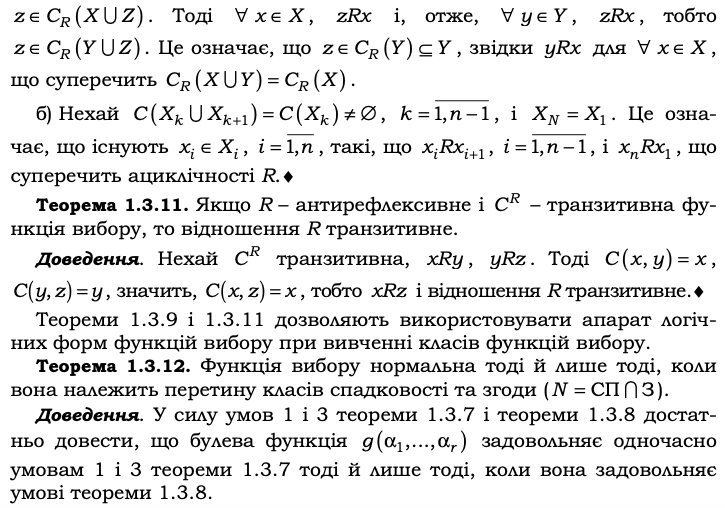 z ∈ C_R(X ∪ Z). Тоді ∀ x ∈ X, zRx і, отже, ∀ y ∈ Y, zRx, тобто
z ∈ C_R(Y ∪ Z). Це означає, що z ∈ C_R(Y) ⊆ Y, звідки yRx для ∀ x ∈ X,
що суперечить C_R(X ∪ Y) = C_R(X).
б) Нехай C(X_k ∪ X_{k+1}) = C(X_k) ≠ ∅, k = \overline{1,n−1}, і X_N = X_1. Це озна-
чає, що існують x_i ∈ X_i, i = \overline{1,n}, такі, що x_iRx_{i+1}, i = \overline{1,n−1}, і x_nRx_1, що
суперечить ациклічності R.♦
Теорема 1.3.11. Якщо R – антирефлексивне і C^R – транзитивна фу-
нкція вибору, то відношення R транзитивне.
Доведення. Нехай C^R транзитивна, xRy, yRz. Тоді C(x,y) = x,
C(y,z) = y, значить, C(x,z) = x, тобто xRz і відношення R транзитивне.♦
Теореми 1.3.9 і 1.3.11 дозволяють використовувати апарат логіч-
них форм функцій вибору при вивченні класів функцій вибору.
Теорема 1.3.12. Функція вибору нормальна тоді й лише тоді, коли
вона належить перетину класів спадковості та згоди (N = СП ∩ З).
Доведення. У силу умов 1 і 3 теореми 1.3.7 і теореми 1.3.8 достат-
ньо довести, що булева функція g(α_1,...,α_r) задовольняє одночасно
умовам 1 і 3 теореми 1.3.7 тоді й лише тоді, коли вона задовольняє
умові теореми 1.3.8.